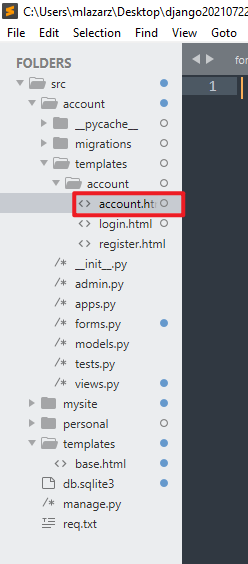 C:\Users\mlazarz\Desktop\django20210722
File Edit Selection Find View Goto
FOLDERS
src
account
__pycache__
migrations
templates
account
account.ht
login.html
register.html
__init__.py
admin.py
apps.py
forms.py
models.py
tests.py
views.py
mysite
personal
templates
base.html
db.sqlite3
manage.py
req.txt
for
1